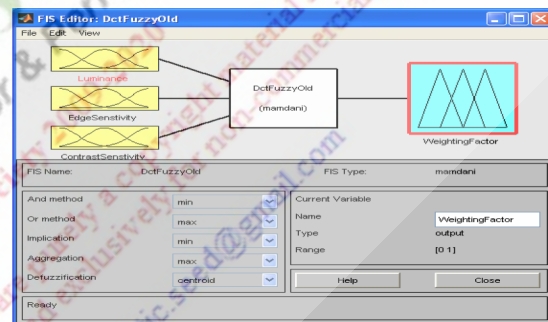 FIS Editor: DctFuzzyOld
File Edit View
Luminance
EdgeSenstivity
ContrastSenstivity
DctFuzzyOld
(mamdani)
WeightingFactor
FIS Name: DctFuzzyOld FIS Type: mamdani
And method min
Or method max
Implication min
Aggregation max
Defuzzification centroid
Current Variable
Name WeightingFactor
Type output
Range [0 1]
Help Close
Ready